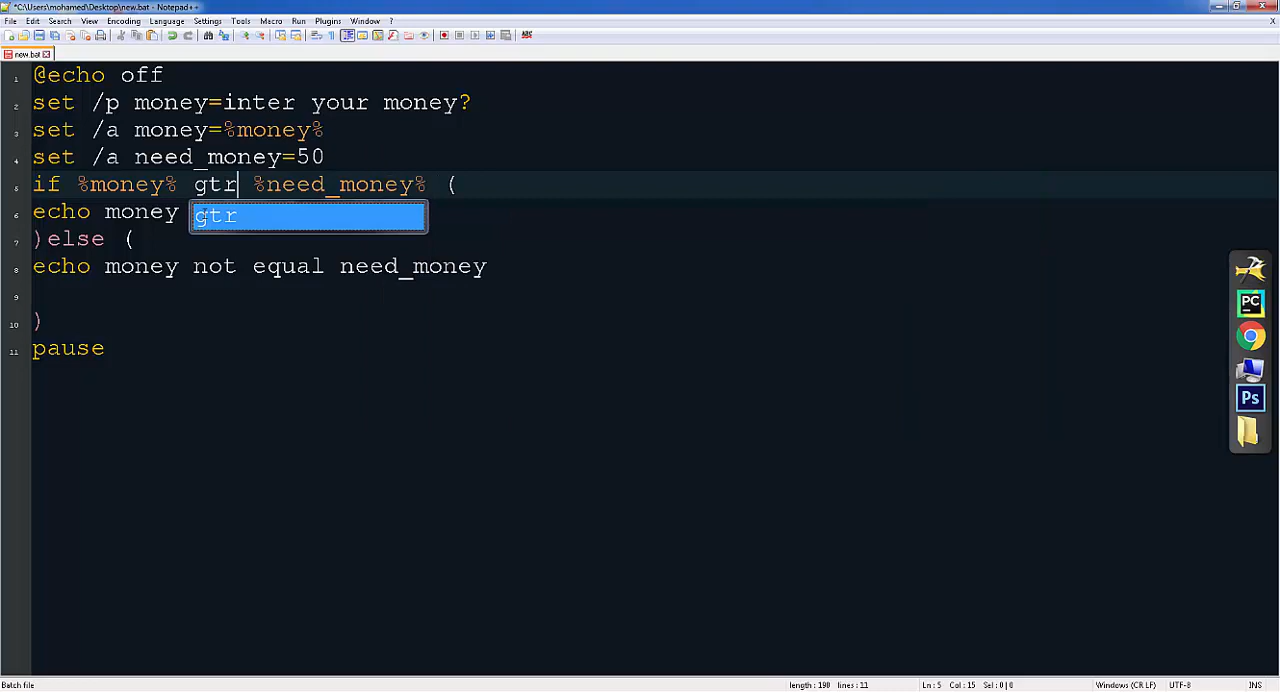 *C:\Users\mohamed\Desktop\new.bat - Notepad++
File Edit Search View Encoding Language Settings Tools Macro Run Plugins Window ?
X
new.bat
1 @echo off
2 set /p money=inter your money?
3 set /a money=%money%
4 set /a need_money=50
5 if %money% gtr %need_money% (
6 echo money
gtr
7 )else (
8 echo money not equal need_money
9
10 )
11 pause
PC
Ps
Batch file length : 190 lines : 11 Ln : 5 Col : 15 Sel : 0 | 0 Windows (CR LF) UTF-8 INS